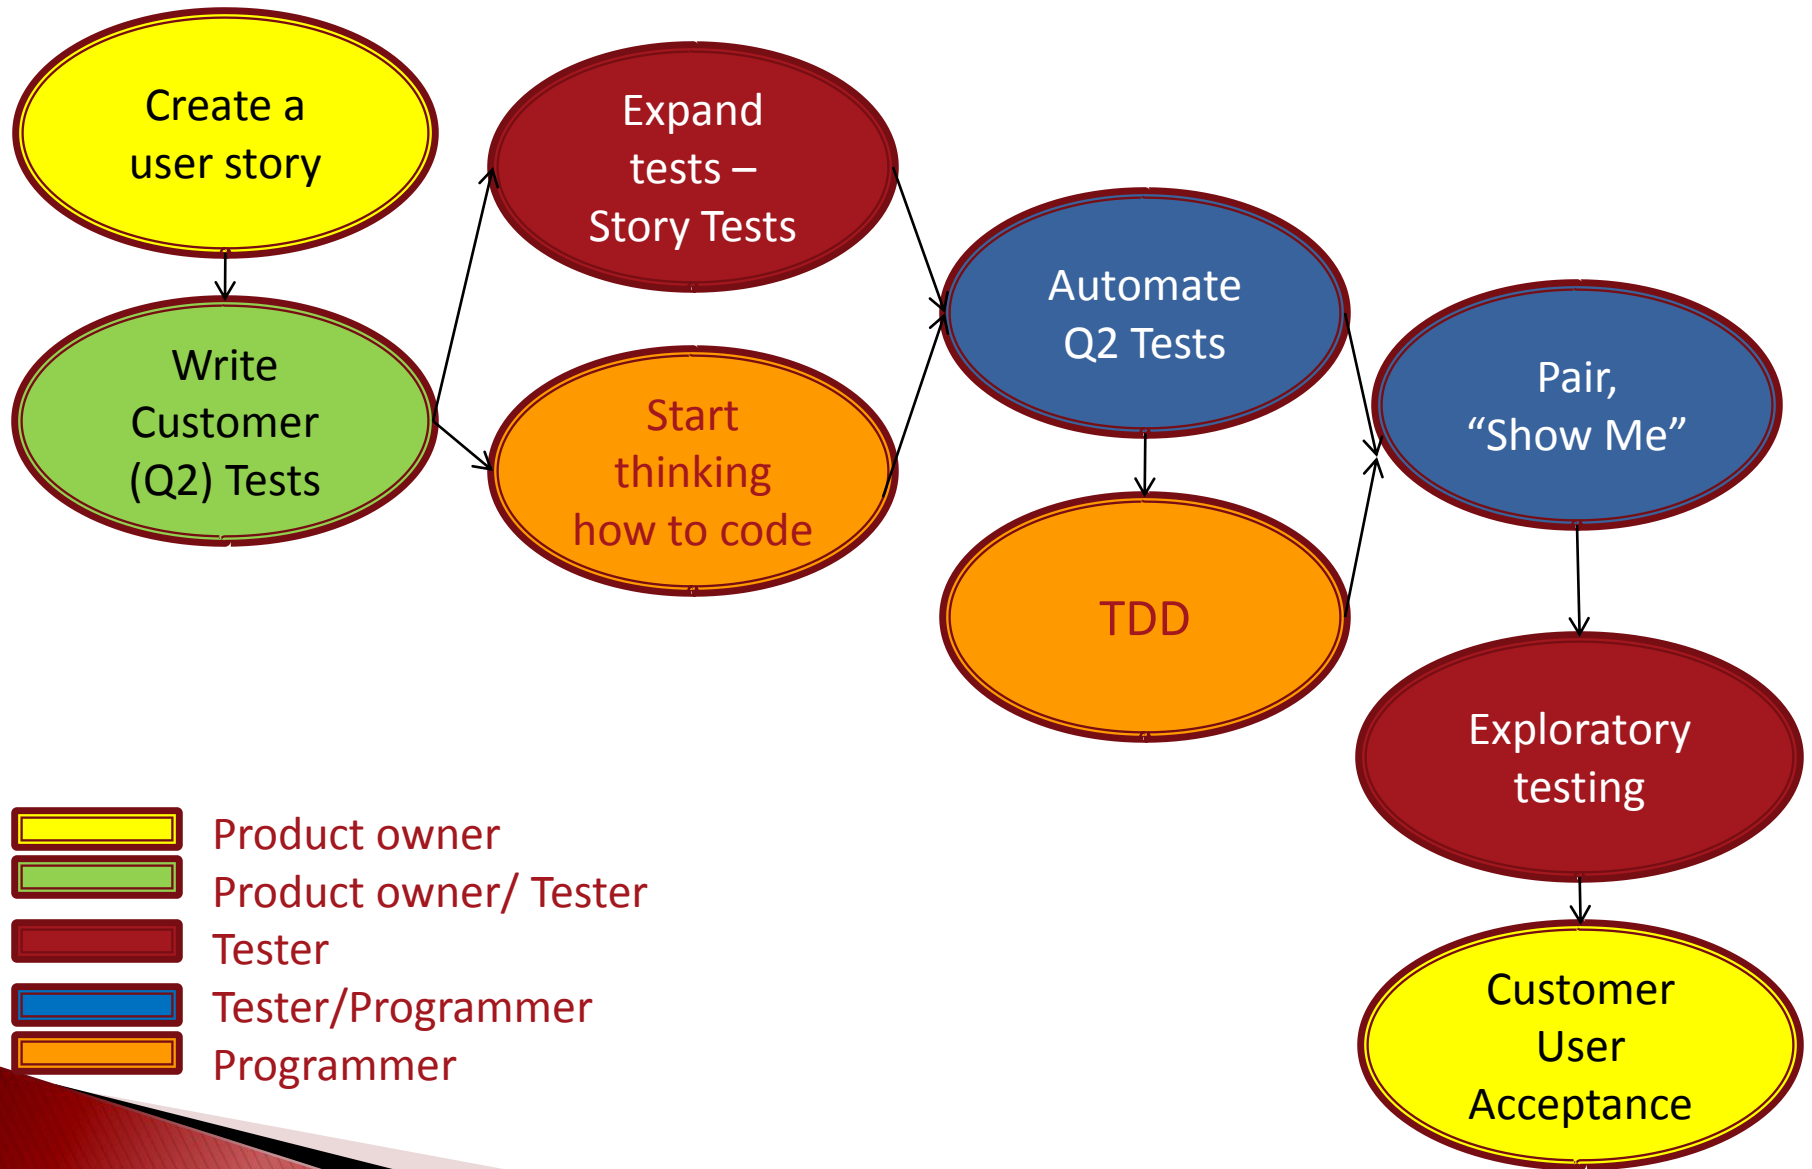 Create a
user story
Write
Customer
(Q2) Tests
Expand
tests –
Story Tests
Start
thinking
how to code
Automate
Q2 Tests
TDD
Pair,
“Show Me”
Exploratory
testing
Customer
User
Acceptance
Product owner
Product owner/ Tester
Tester
Tester/Programmer
Programmer